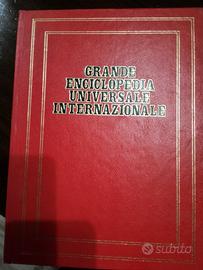 GRANDE
ENCICLOPEDIA
UNIVERSALE
INTERNAZIONALE
subito